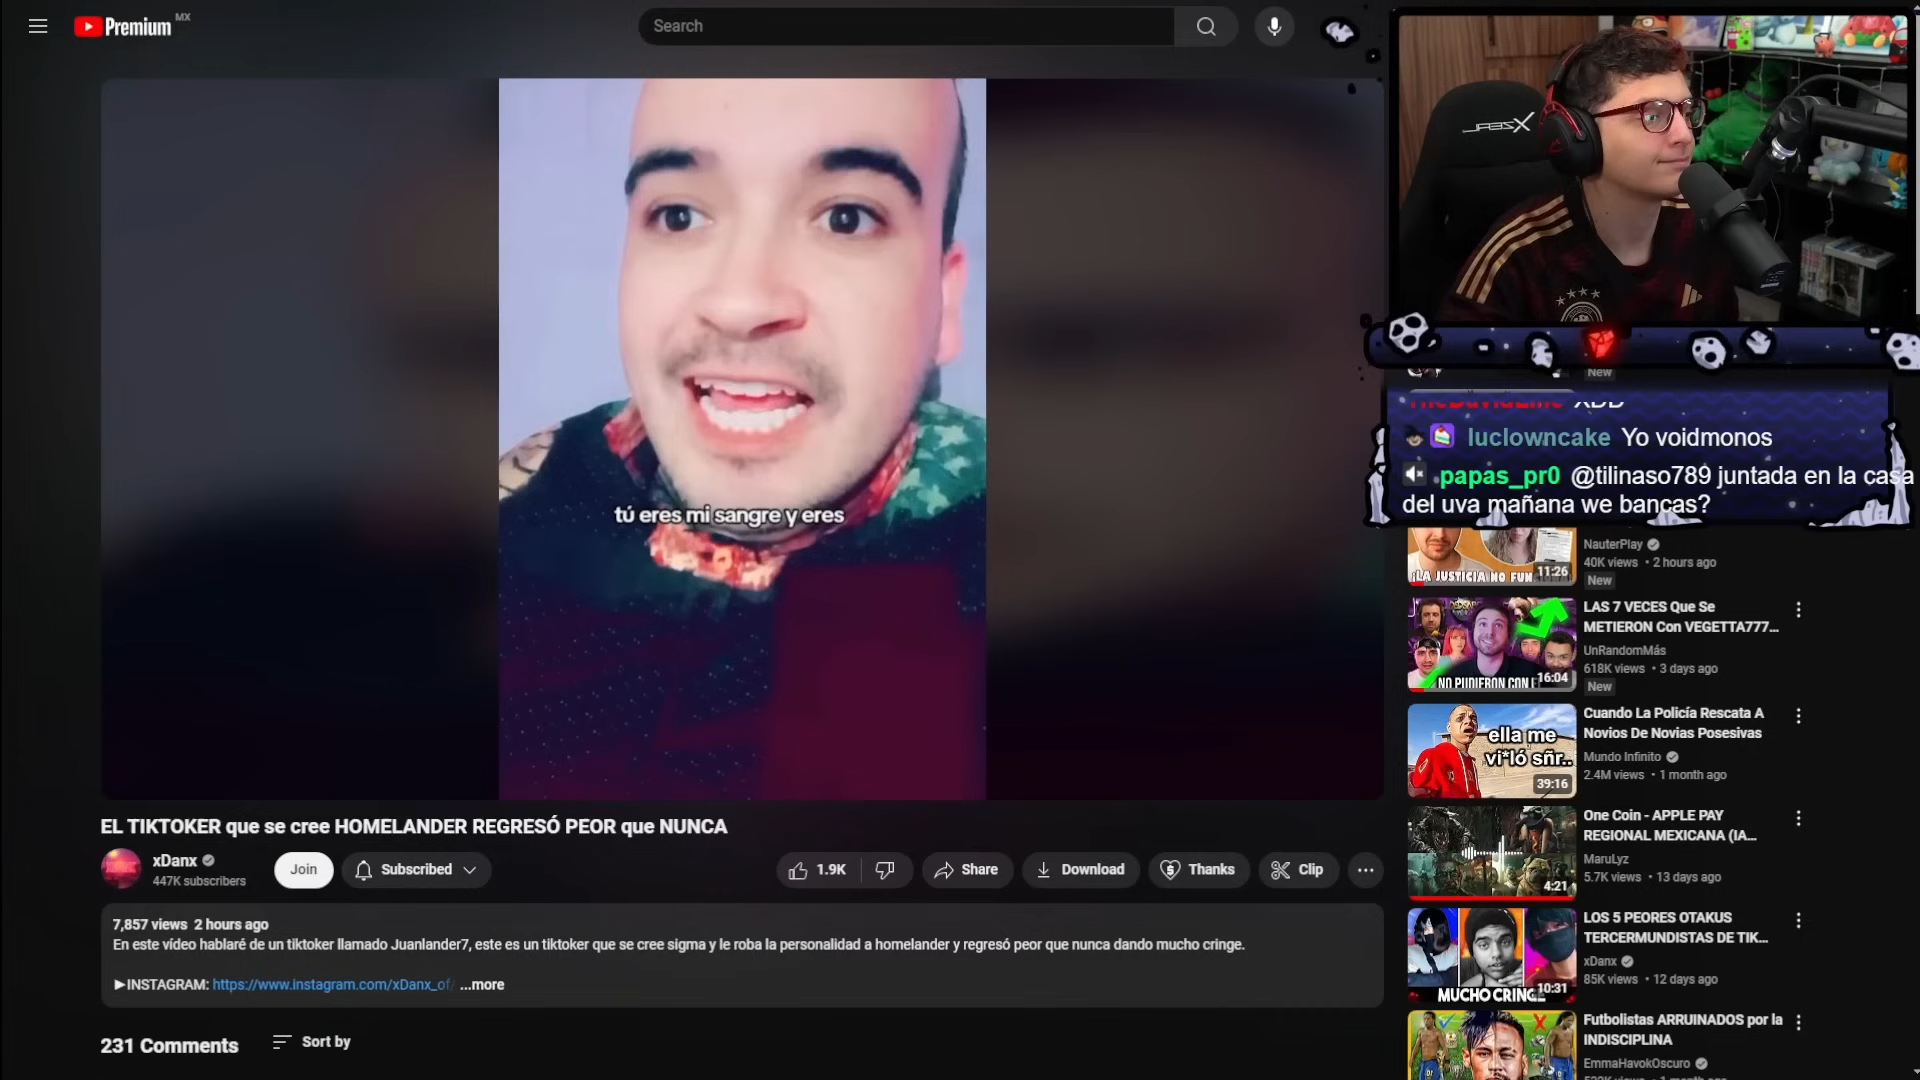 Premium MX
Search
XEPAL
tú eres mi sangre y eres
New
XDD
luclowncake Yo voidmonos
papas_pr0 @tilinaso789 juntada en la casa
del uva mañana we bancas?
¡LA JUSTICIA NO FUN
11:26
NauterPlay
40K views • 2 hours ago
New
NO PUDIERON CON
16:04
LAS 7 VECES Que Se
METIERON Con VEGETTA777...
UnRandomMás
618K views • 3 days ago
New
ella me
vi*ló sñr..
39:16
Cuando La Policía Rescata A
Novios De Novias Posesivas
Mundo Infinito
2.4M views • 1 month ago
4:21
One Coin - APPLE PAY
REGIONAL MEXICANA (IA...
MaruLyz
5.7K views • 13 days ago
MUCHO CRINGE
10:31
LOS 5 PEORES OTAKUS
TERCERMUNDISTAS DE TIK...
xDanx
85K views • 12 days ago
Futbolistas ARRUINADOS por la
INDISCIPLINA
EmmaHavokOscuro
EL TIKTOKER que se cree HOMELANDER REGRESÓ PEOR que NUNCA
xDanx
447K subscribers
Join
Subscribed
1.9K
Share
Download
Thanks
Clip
7,857 views 2 hours ago
En este vídeo hablaré de un tiktoker llamado Juanlander7, este es un tiktoker que se cree sigma y le roba la personalidad a homelander y regresó peor que nunca dando mucho cringe.
►INSTAGRAM: https://www.instagram.com/xDanx_of/ ...more
231 Comments
Sort by